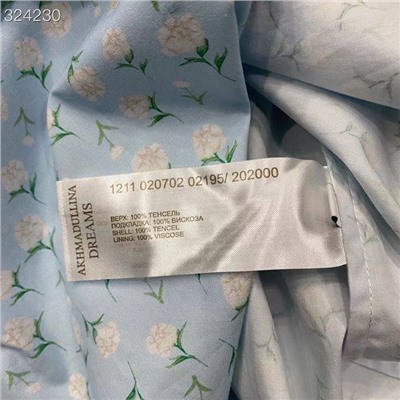 324230
AKHMADULLINA
DREAMS
1211 020702 02195/ 202000
ВЕРХ: 100% ТЕНСЕЛЬ
ПОДКЛАДКА: 100% ВИСКОЗА
SHELL: 100% TENCEL
LINING: 100% VISCOSE